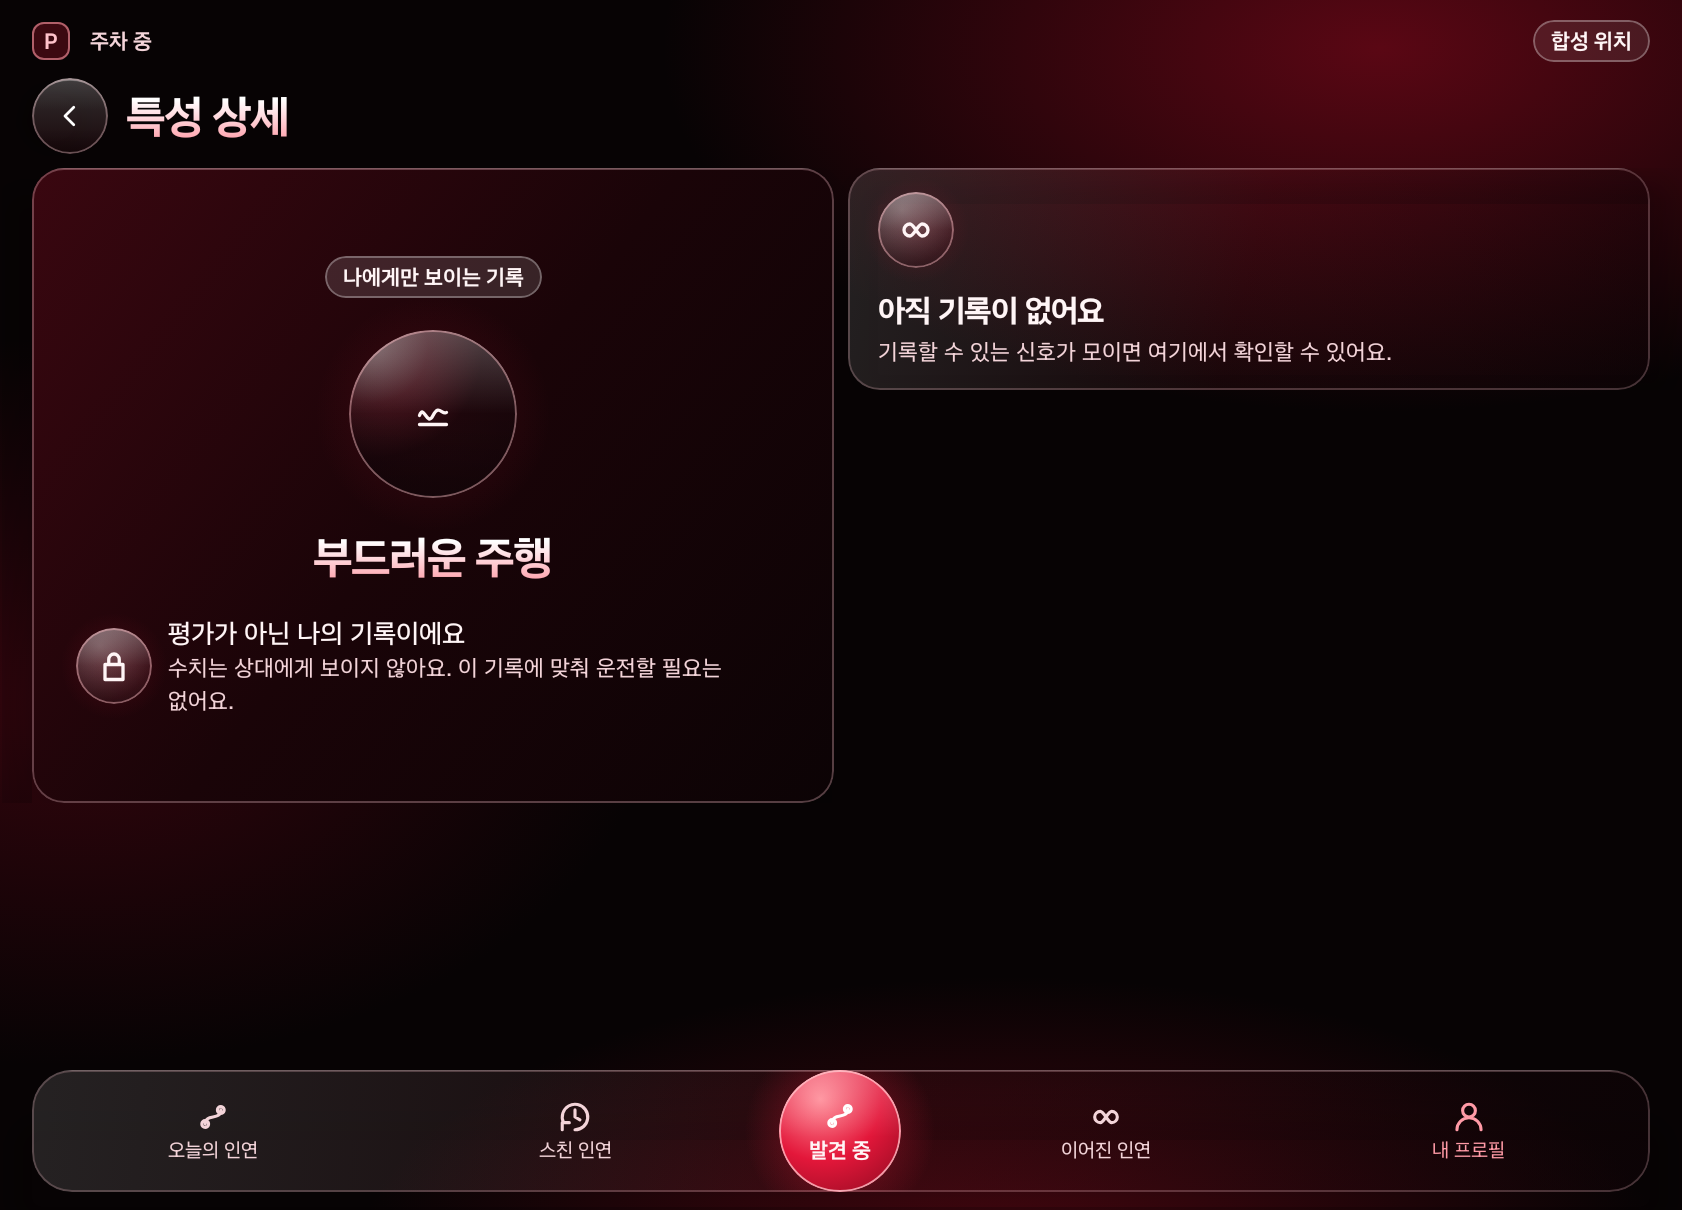 P 주차 중
합성 위치
특성 상세
나에게만 보이는 기록
부드러운 주행
평가가 아닌 나의 기록이에요
수치는 상대에게 보이지 않아요. 이 기록에 맞춰 운전할 필요는
없어요.
아직 기록이 없어요
기록할 수 있는 신호가 모이면 여기에서 확인할 수 있어요.
오늘의 인연
스친 인연
발견 중
이어진 인연
내 프로필